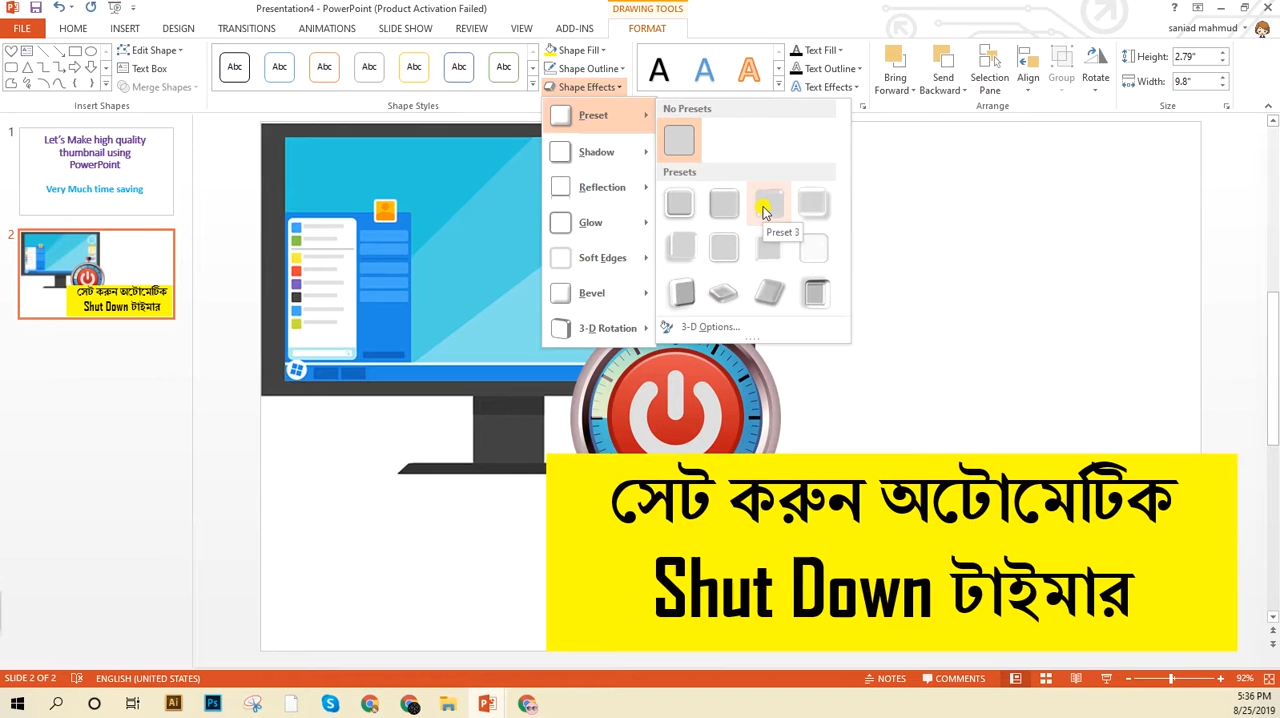 Presentation4 - PowerPoint (Product Activation Failed)
DRAWING TOOLS
FILE HOME INSERT DESIGN TRANSITIONS ANIMATIONS SLIDE SHOW REVIEW VIEW ADD-INS FORMAT
saniad mahmud
Edit Shape
Text Box
Merge Shapes
Insert Shapes
Abc Abc Abc Abc Abc Abc Abc
Shape Styles
Shape Fill
Shape Outline
Shape Effects
A A A
Text Fill
Text Outline
Text Effects
Bring Forward
Send Backward
Selection Pane
Align
Group
Rotate
Arrange
Height: 2.79"
Width: 9.8"
Size
Preset
Shadow
Reflection
Glow
Soft Edges
Bevel
3-D Rotation
No Presets
Presets
Preset 3
3-D Options...
1
Let's Make high quality
thumbnail using
PowerPoint
Very Much time saving
2
সেট করুন অটোমেটিক
Shut Down টাইমার
সেট করুন অটোমেটিক
Shut Down টাইমার
SLIDE 2 OF 2
ENGLISH (UNITED STATES)
NOTES
COMMENTS
92%
Ai
Ps
5:36 PM
8/25/2019